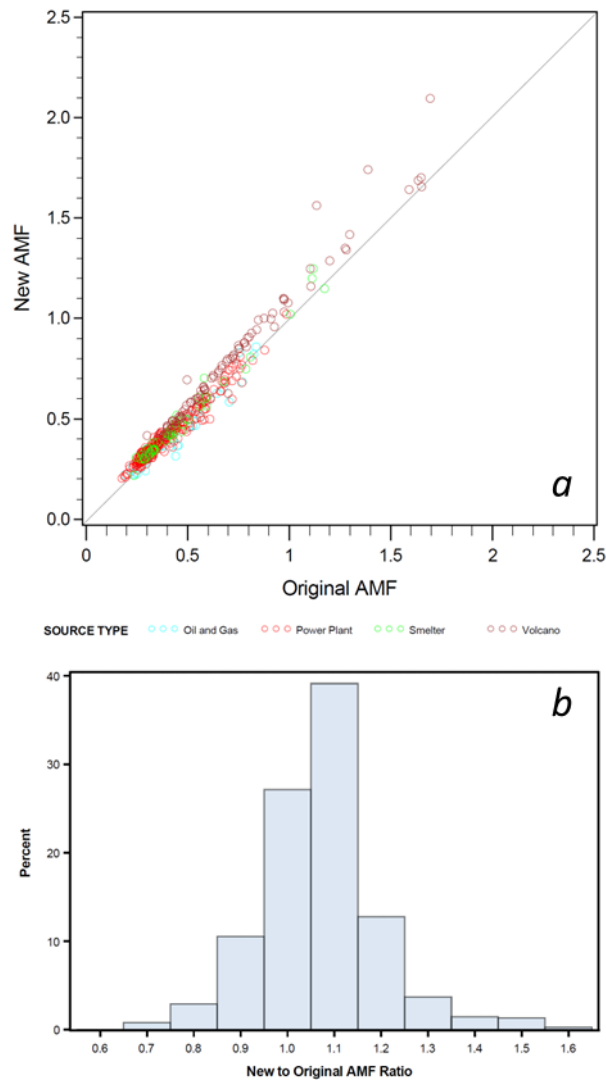 2.5
2.0
1.5
1.0
0.5
0.0
New AMF
a
0 0.5 1 1.5 2 2.5
Original AMF
SOURCE TYPE Oil and Gas Power Plant Smelter Volcano
40
30
20
10
0
Percent
b
0.6 0.7 0.8 0.9 1.0 1.1 1.2 1.3 1.4 1.5 1.6
New to Original AMF Ratio